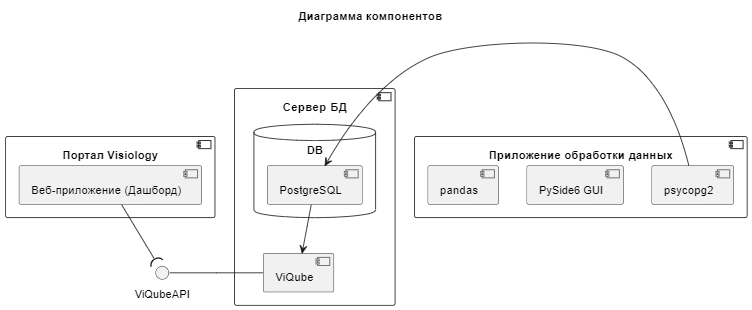 Диаграмма компонентов
Сервер БД
DB
PostgreSQL
ViQube
Портал Visiology
Веб-приложение (Дашборд)
ViQubeAPI
Приложение обработки данных
pandas
PySide6 GUI
psycopg2